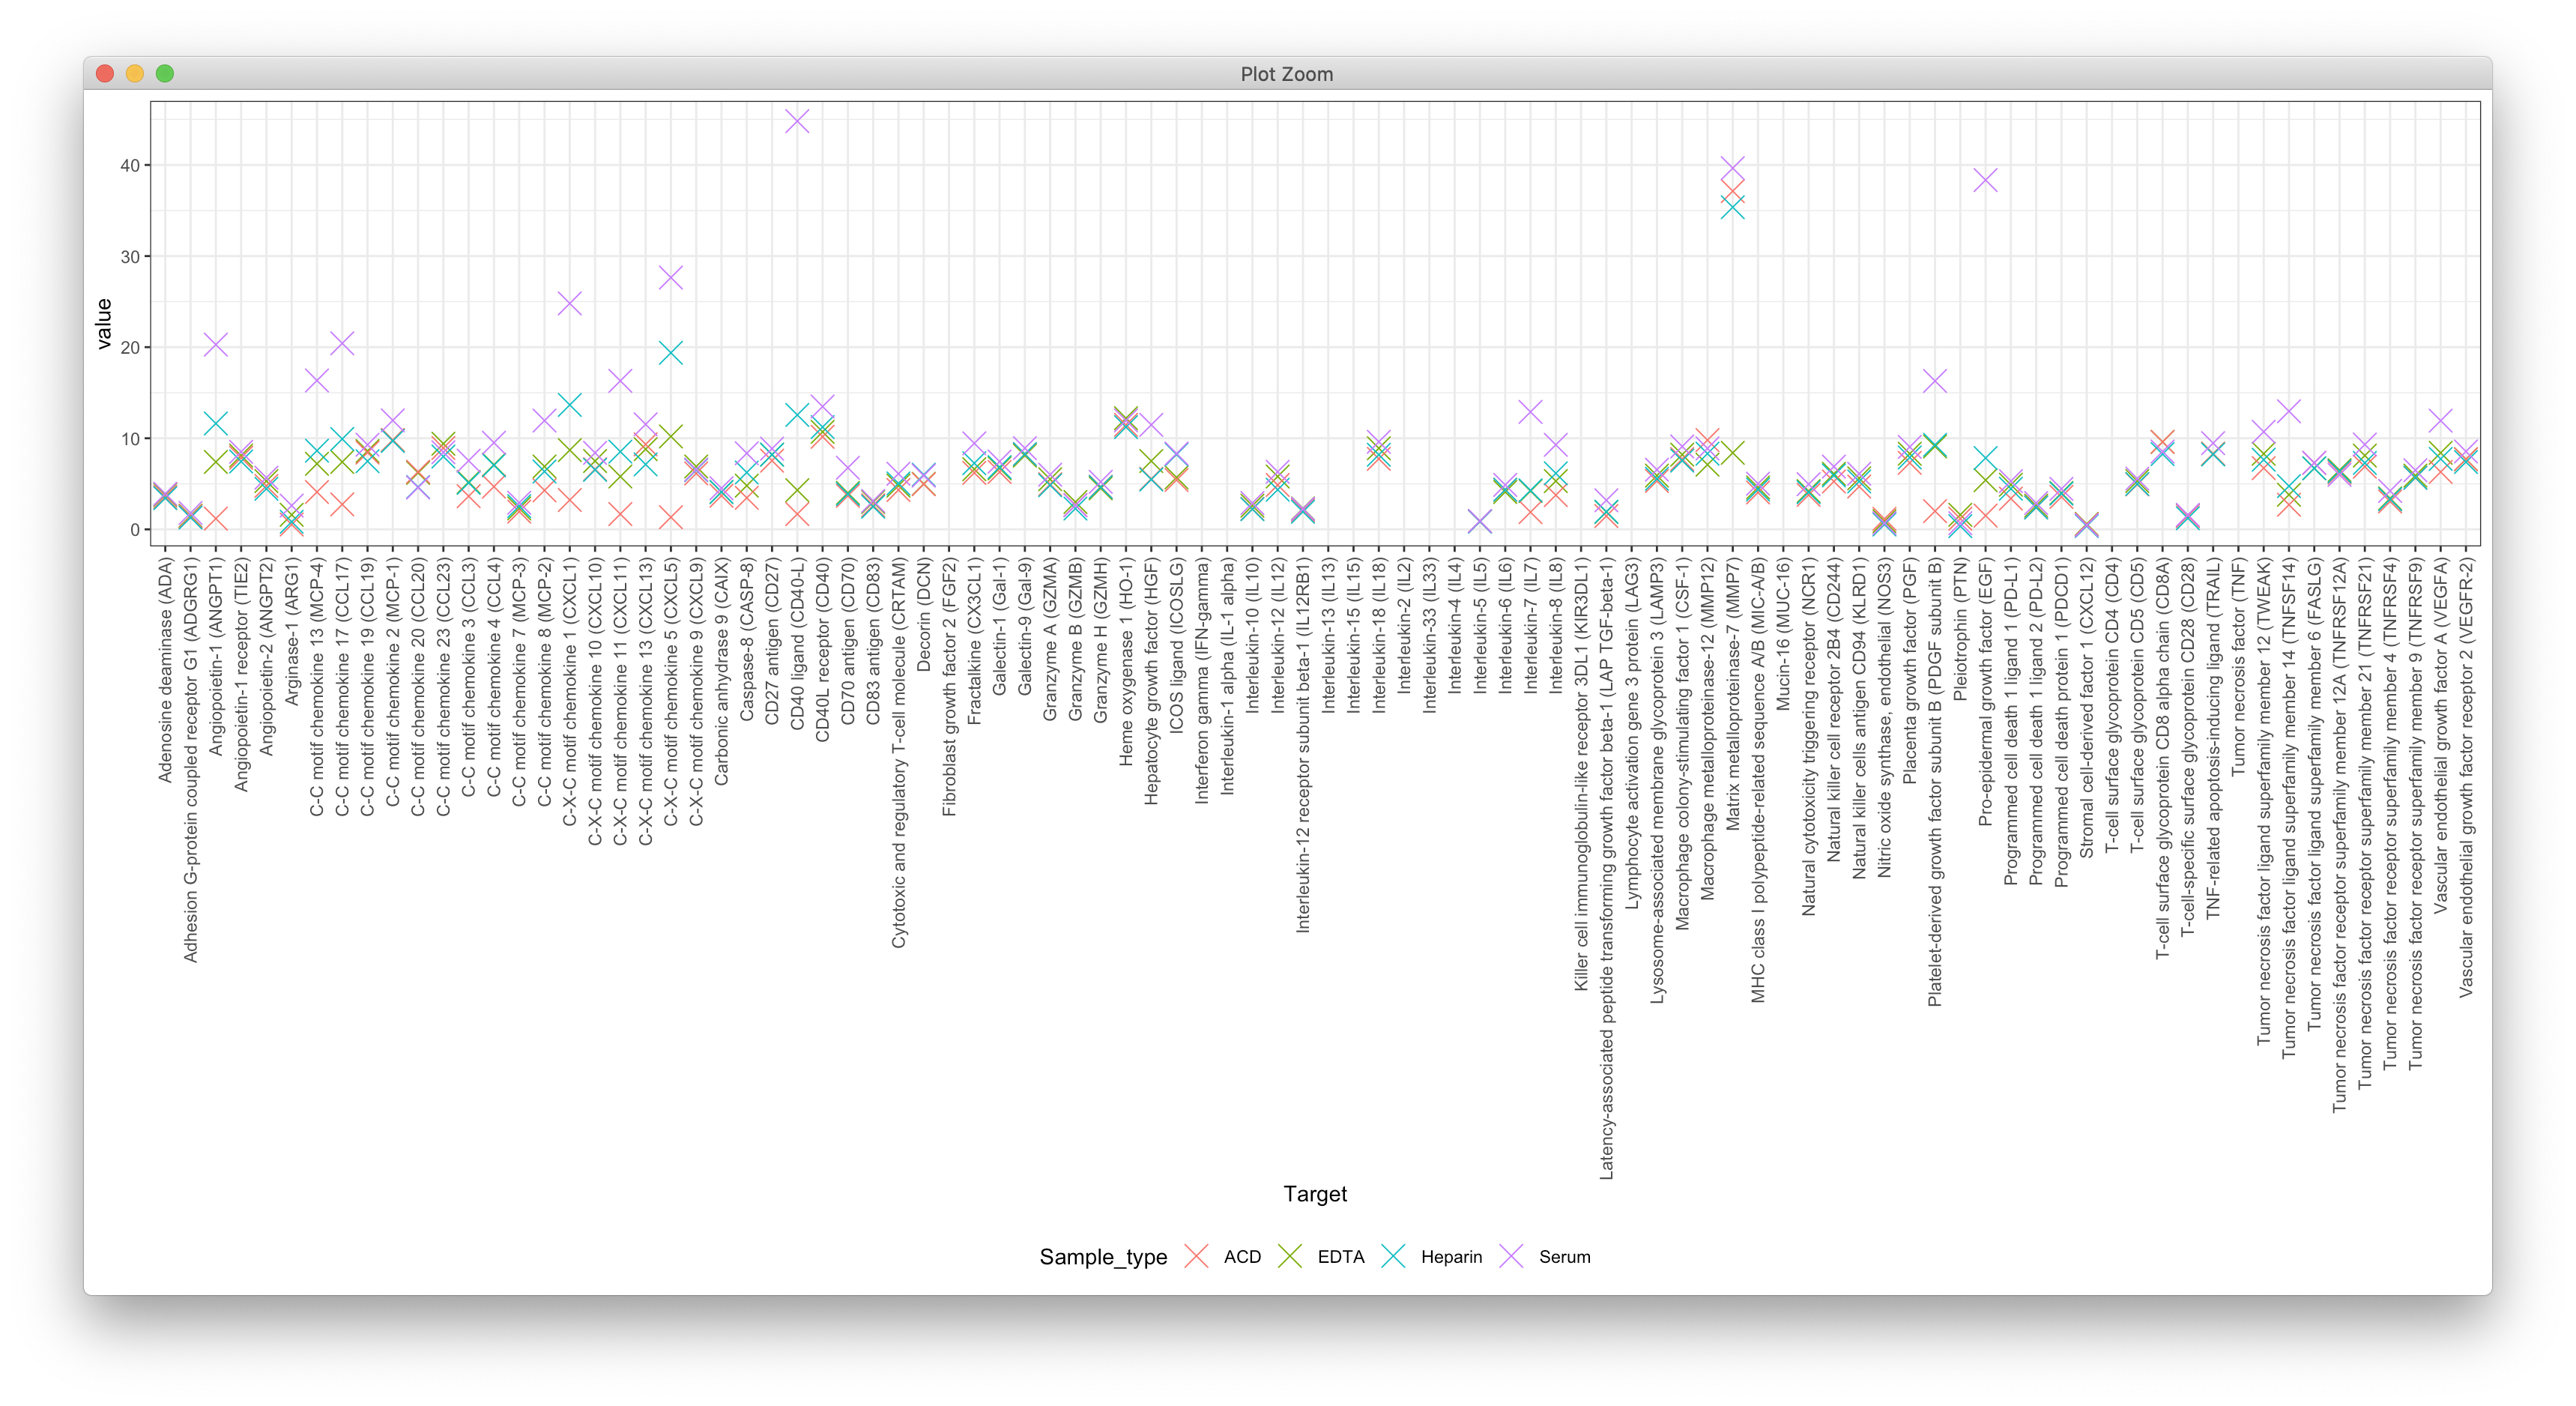 Plot Zoom
value
40
30
20
10
0
Adenosine deaminase (ADA)
Adhesion G-protein coupled receptor G1 (ADGRG1)
Angiopoietin-1 (ANGPT1)
Angiopoietin-1 receptor (TIE2)
Angiopoietin-2 (ANGPT2)
Arginase-1 (ARG1)
C-C motif chemokine 13 (MCP-4)
C-C motif chemokine 17 (CCL17)
C-C motif chemokine 19 (CCL19)
C-C motif chemokine 2 (MCP-1)
C-C motif chemokine 20 (CCL20)
C-C motif chemokine 23 (CCL23)
C-C motif chemokine 3 (CCL3)
C-C motif chemokine 4 (CCL4)
C-C motif chemokine 7 (MCP-3)
C-C motif chemokine 8 (MCP-2)
C-X-C motif chemokine 1 (CXCL1)
C-X-C motif chemokine 10 (CXCL10)
C-X-C motif chemokine 11 (CXCL11)
C-X-C motif chemokine 13 (CXCL13)
C-X-C motif chemokine 5 (CXCL5)
C-X-C motif chemokine 9 (CXCL9)
Carbonic anhydrase 9 (CAIX)
Caspase-8 (CASP-8)
CD27 antigen (CD27)
CD40 ligand (CD40-L)
CD40L receptor (CD40)
CD70 antigen (CD70)
CD83 antigen (CD83)
Cytotoxic and regulatory T-cell molecule (CRTAM)
Decorin (DCN)
Fibroblast growth factor 2 (FGF2)
Fractalkine (CX3CL1)
Galectin-1 (Gal-1)
Galectin-9 (Gal-9)
Granzyme A (GZMA)
Granzyme B (GZMB)
Granzyme H (GZMH)
Heme oxygenase 1 (HO-1)
Hepatocyte growth factor (HGF)
ICOS ligand (ICOSLG)
Interferon gamma (IFN-gamma)
Interleukin-1 alpha (IL-1 alpha)
Interleukin-10 (IL10)
Interleukin-12 (IL12)
Interleukin-12 receptor subunit beta-1 (IL12RB1)
Interleukin-13 (IL13)
Interleukin-15 (IL15)
Interleukin-18 (IL18)
Interleukin-2 (IL2)
Interleukin-33 (IL33)
Interleukin-4 (IL4)
Interleukin-5 (IL5)
Interleukin-6 (IL6)
Interleukin-7 (IL7)
Interleukin-8 (IL8)
Killer cell immunoglobulin-like receptor 3DL1 (KIR3DL1)
Latency-associated peptide transforming growth factor beta-1 (LAP TGF-beta-1)
Lymphocyte activation gene 3 protein (LAG3)
Lysosome-associated membrane glycoprotein 3 (LAMP3)
Macrophage colony-stimulating factor 1 (CSF-1)
Macrophage metalloproteinase-12 (MMP12)
Matrix metalloproteinase-7 (MMP7)
MHC class I polypeptide-related sequence A/B (MIC-A/B)
Mucin-16 (MUC-16)
Natural cytotoxicity triggering receptor (NCR1)
Natural killer cell receptor 2B4 (CD244)
Natural killer cells antigen CD94 (KLRD1)
Nitric oxide synthase, endothelial (NOS3)
Placenta growth factor (PGF)
Platelet-derived growth factor subunit B (PDGF subunit B)
Pleiotrophin (PTN)
Pro-epidermal growth factor (EGF)
Programmed cell death 1 ligand 1 (PD-L1)
Programmed cell death 1 ligand 2 (PD-L2)
Programmed cell death protein 1 (PDCD1)
Stromal cell-derived factor 1 (CXCL12)
T-cell surface glycoprotein CD4 (CD4)
T-cell surface glycoprotein CD5 (CD5)
T-cell surface glycoprotein CD8 alpha chain (CD8A)
T-cell-specific surface glycoprotein CD28 (CD28)
TNF-related apoptosis-inducing ligand (TRAIL)
Tumor necrosis factor (TNF)
Tumor necrosis factor ligand superfamily member 12 (TWEAK)
Tumor necrosis factor ligand superfamily member 14 (TNFSF14)
Tumor necrosis factor ligand superfamily member 6 (FASLG)
Tumor necrosis factor receptor superfamily member 12A (TNFRSF12A)
Tumor necrosis factor receptor superfamily member 21 (TNFRSF21)
Tumor necrosis factor receptor superfamily member 4 (TNFRSF4)
Tumor necrosis factor receptor superfamily member 9 (TNFRSF9)
Vascular endothelial growth factor A (VEGFA)
Vascular endothelial growth factor receptor 2 (VEGFR-2)
Target
Sample_type ACD EDTA Heparin Serum